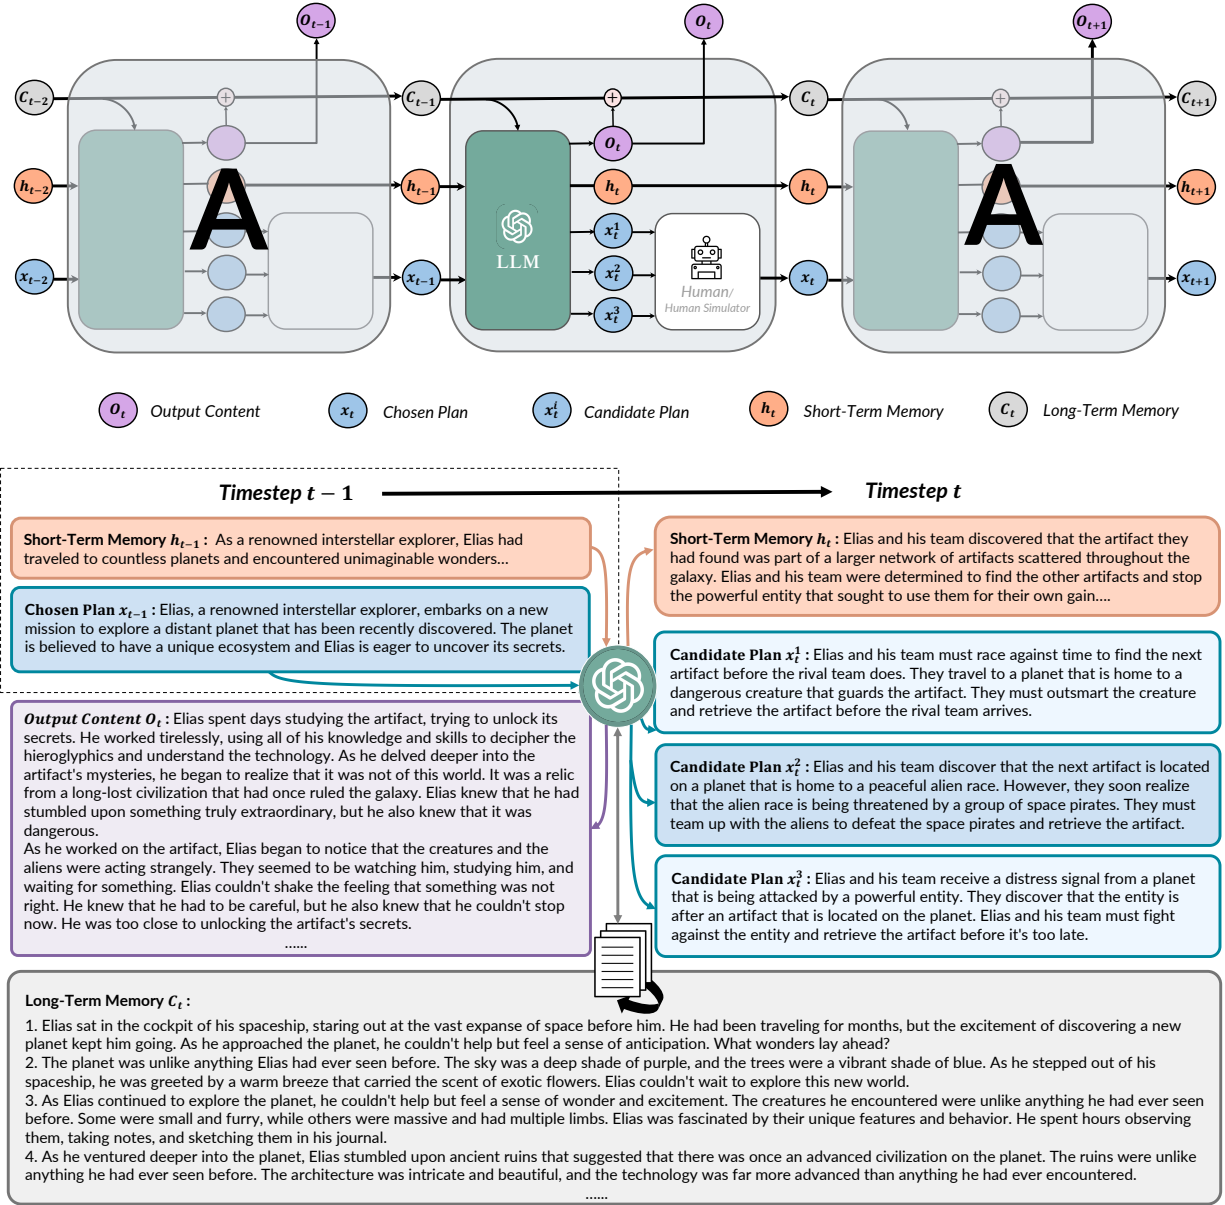 O_{t−1}
O_t
O_{t+1}
C_{t−2}
C_{t−1}
C_t
C_{t+1}
O_t
h_{t−2}
A
h_{t−1}
h_t
h_t
A
h_{t+1}
x_t^1
LLM
x_{t−2}
x_{t−1}
x_t^2
x_t
x_{t+1}
Human/
Human Simulator
x_t^3
O_t Output Content
x_t Chosen Plan
x_t^i Candidate Plan
h_t Short-Term Memory
C_t Long-Term Memory
Timestep t − 1
Timestep t
Short-Term Memory h_{t−1} : As a renowned interstellar explorer, Elias had
traveled to countless planets and encountered unimaginable wonders...
Chosen Plan x_{t−1} : Elias, a renowned interstellar explorer, embarks on a new
mission to explore a distant planet that has been recently discovered. The planet
is believed to have a unique ecosystem and Elias is eager to uncover its secrets.
Output Content O_t : Elias spent days studying the artifact, trying to unlock its
secrets. He worked tirelessly, using all of his knowledge and skills to decipher the
hieroglyphics and understand the technology. As he delved deeper into the
artifact's mysteries, he began to realize that it was not of this world. It was a relic
from a long-lost civilization that had once ruled the galaxy. Elias knew that he had
stumbled upon something truly extraordinary, but he also knew that it was
dangerous.
As he worked on the artifact, Elias began to notice that the creatures and the
aliens were acting strangely. They seemed to be watching him, studying him, and
waiting for something. Elias couldn't shake the feeling that something was not
right. He knew that he had to be careful, but he also knew that he couldn't stop
now. He was too close to unlocking the artifact's secrets.
......
Short-Term Memory h_t : Elias and his team discovered that the artifact they
had found was part of a larger network of artifacts scattered throughout the
galaxy. Elias and his team were determined to find the other artifacts and stop
the powerful entity that sought to use them for their own gain....
Candidate Plan x_t^1 : Elias and his team must race against time to find the next
artifact before the rival team does. They travel to a planet that is home to a
dangerous creature that guards the artifact. They must outsmart the creature
and retrieve the artifact before the rival team arrives.
Candidate Plan x_t^2 : Elias and his team discover that the next artifact is located
on a planet that is home to a peaceful alien race. However, they soon realize
that the alien race is being threatened by a group of space pirates. They must
team up with the aliens to defeat the space pirates and retrieve the artifact.
Candidate Plan x_t^3 : Elias and his team receive a distress signal from a planet
that is being attacked by a powerful entity. They discover that the entity is
after an artifact that is located on the planet. Elias and his team must fight
against the entity and retrieve the artifact before it's too late.
Long-Term Memory C_t :
1. Elias sat in the cockpit of his spaceship, staring out at the vast expanse of space before him. He had been traveling for months, but the excitement of discovering a new
planet kept him going. As he approached the planet, he couldn't help but feel a sense of anticipation. What wonders lay ahead?
2. The planet was unlike anything Elias had ever seen before. The sky was a deep shade of purple, and the trees were a vibrant shade of blue. As he stepped out of his
spaceship, he was greeted by a warm breeze that carried the scent of exotic flowers. Elias couldn't wait to explore this new world.
3. As Elias continued to explore the planet, he couldn't help but feel a sense of wonder and excitement. The creatures he encountered were unlike anything he had ever seen
before. Some were small and furry, while others were massive and had multiple limbs. Elias was fascinated by their unique features and behavior. He spent hours observing
them, taking notes, and sketching them in his journal.
4. As he ventured deeper into the planet, Elias stumbled upon ancient ruins that suggested that there was once an advanced civilization on the planet. The ruins were unlike
anything he had ever seen before. The architecture was intricate and beautiful, and the technology was far more advanced than anything he had ever encountered.
......